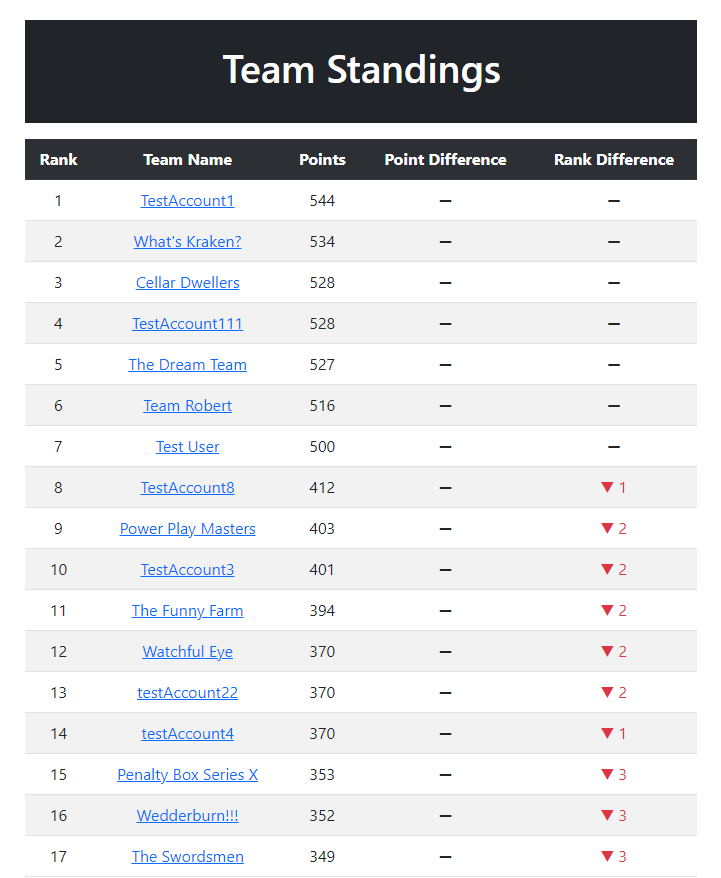 Team Standings
Rank Team Name Points Point Difference Rank Difference
1 TestAccount1 544 – –
2 What's Kraken? 534 – –
3 Cellar Dwellers 528 – –
4 TestAccount111 528 – –
5 The Dream Team 527 – –
6 Team Robert 516 – –
7 Test User 500 – –
8 TestAccount8 412 – ▼ 1
9 Power Play Masters 403 – ▼ 2
10 TestAccount3 401 – ▼ 2
11 The Funny Farm 394 – ▼ 2
12 Watchful Eye 370 – ▼ 2
13 testAccount22 370 – ▼ 2
14 testAccount4 370 – ▼ 1
15 Penalty Box Series X 353 – ▼ 3
16 Wedderburn!!! 352 – ▼ 3
17 The Swordsmen 349 – ▼ 3